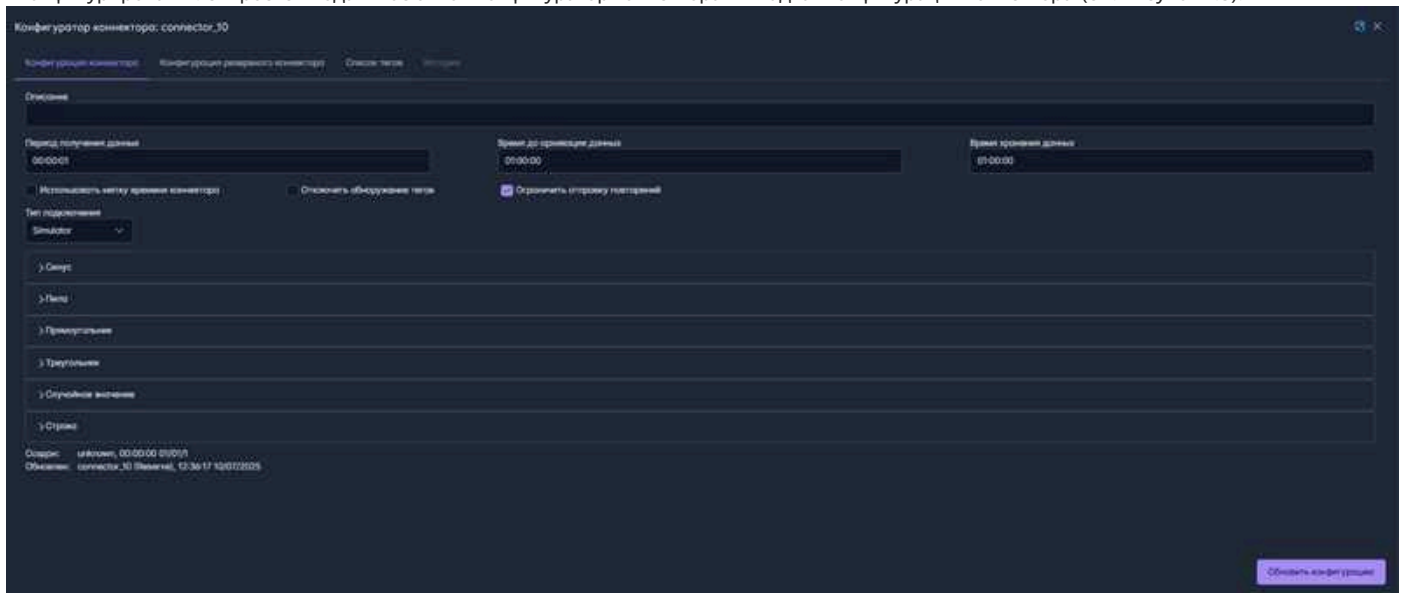 Конфигуратор коннектора: connector_10
Конфигурация коннектора Конфигурация резервного коннектора Список тегов История
Описание
Период получения данных Время до архивации данных Время хранения данных
00:00:01 01:00:00 01:00:00
Использовать метку времени коннектора Отключить обнаружение тегов Ограничить отправку повторений
Тип подключения
Simulator
Синус
Пила
Прямоугольник
Треугольник
Случайное значение
Строка
Создан: unknown, 00:00:00 01/01/1
Обновлен: connector_10 (Reserve), 12:36:17 10/07/2025
Обновить конфигурацию